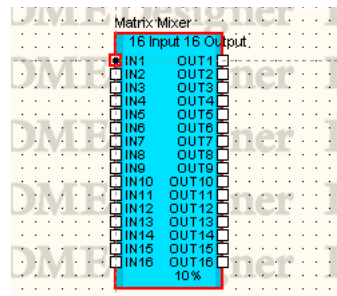 DME Designer
Matrix Mixer
16 Input 16 Output
IN1 OUT1
IN2 OUT2
IN3 OUT3
IN4 OUT4
IN5 OUT5
IN6 OUT6
IN7 OUT7
IN8 OUT8
IN9 OUT9
IN10 OUT10
IN11 OUT11
IN12 OUT12
IN13 OUT13
IN14 OUT14
IN15 OUT15
IN16 OUT16
10%